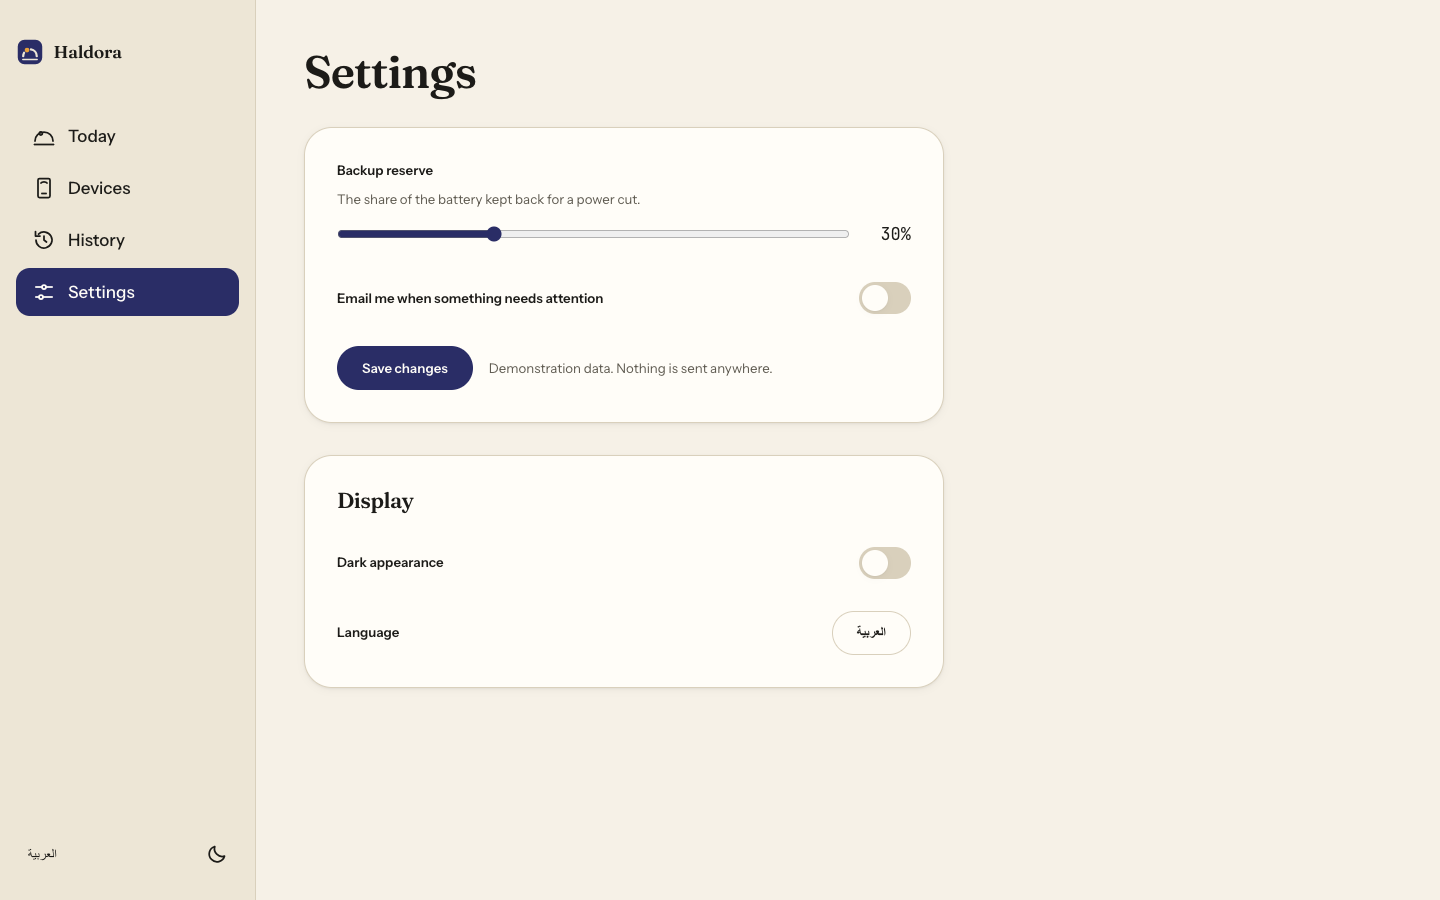 Haldora
Today
Devices
History
Settings
العربية
Settings
Backup reserve
The share of the battery kept back for a power cut.
30%
Email me when something needs attention
Save changes
Demonstration data. Nothing is sent anywhere.
Display
Dark appearance
Language
العربية